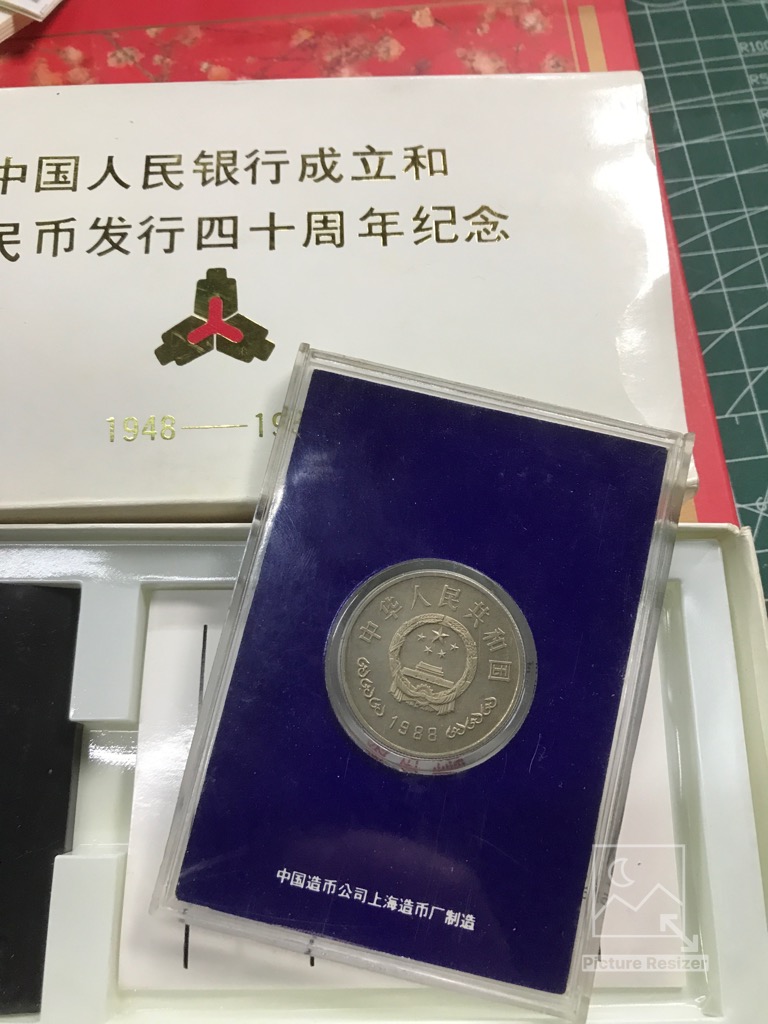 中国人民银行成立和
民币发行四十周年纪念
1948——19
中华人民共和国
1988
中国造币公司上海造币厂制造
R100
Picture Resizer